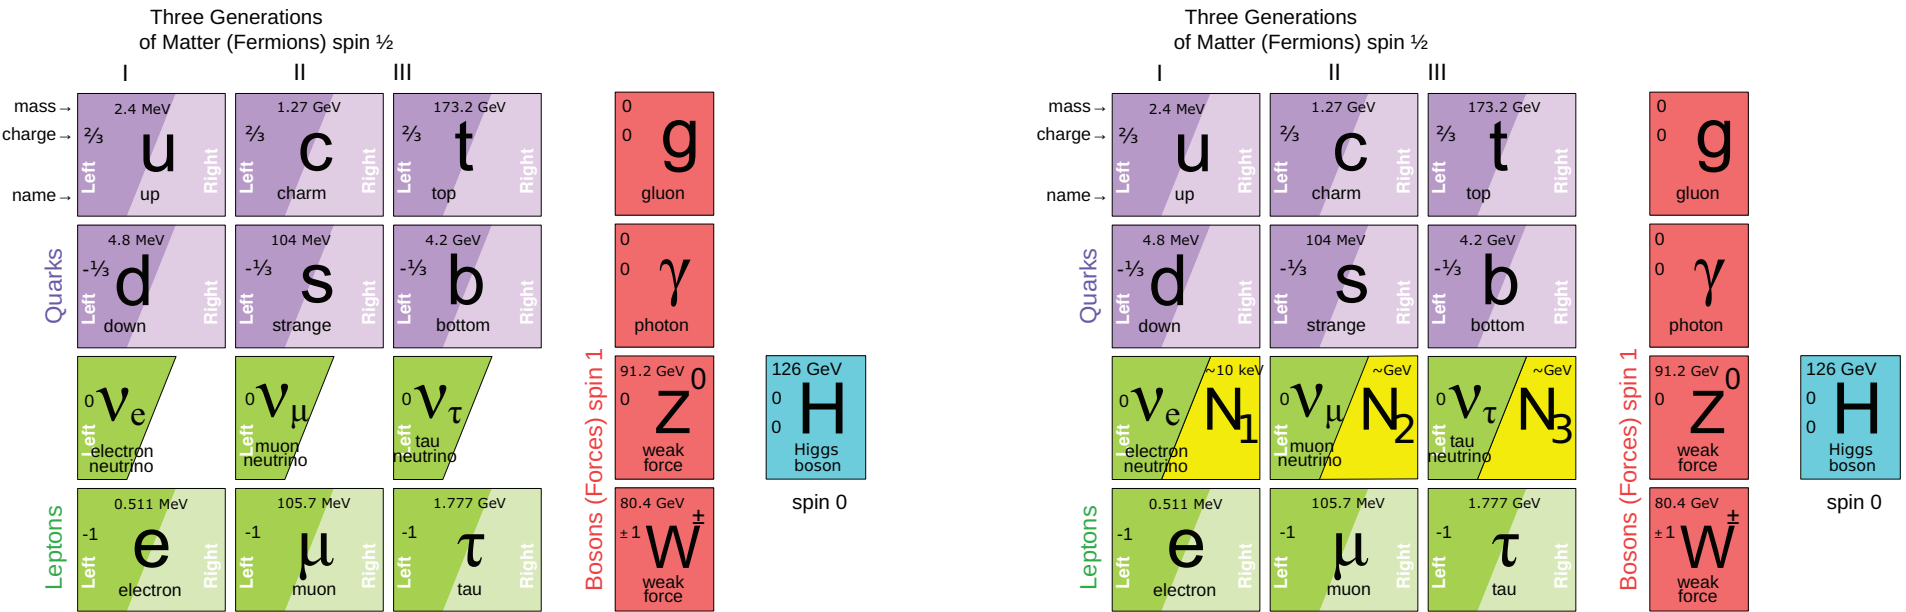 Three Generations
of Matter (Fermions) spin ½
I II III
mass→
charge→
name→
2.4 MeV
⅔
u
Left
Right
up
1.27 GeV
⅔
c
Left
Right
charm
173.2 GeV
⅔
t
Left
Right
top
0
0
g
gluon
Quarks
4.8 MeV
-⅓
d
Left
Right
down
104 MeV
-⅓
s
Left
Right
strange
4.2 GeV
-⅓
b
Left
Right
bottom
0
0
γ
photon
0
νe
Left
electron
neutrino
0
νμ
Left
muon
neutrino
0
ντ
Left
tau
neutrino
Bosons (Forces) spin 1
91.2 GeV
0
Z0
weak
force
126 GeV
0
0
H
Higgs
boson
spin 0
Leptons
0.511 MeV
-1
e
Left
Right
electron
105.7 MeV
-1
μ
Left
Right
muon
1.777 GeV
-1
τ
Left
Right
tau
80.4 GeV
±1
W±
weak
force
Three Generations
of Matter (Fermions) spin ½
I II III
mass→
charge→
name→
2.4 MeV
⅔
u
Left
Right
up
1.27 GeV
⅔
c
Left
Right
charm
173.2 GeV
⅔
t
Left
Right
top
0
0
g
gluon
Quarks
4.8 MeV
-⅓
d
Left
Right
down
104 MeV
-⅓
s
Left
Right
strange
4.2 GeV
-⅓
b
Left
Right
bottom
0
0
γ
photon
0
νe
Left
electron
neutrino
~10 keV
N1
0
νμ
Left
muon
neutrino
~GeV
N2
0
ντ
Left
tau
neutrino
~GeV
N3
Bosons (Forces) spin 1
91.2 GeV
0
Z0
weak
force
126 GeV
0
0
H
Higgs
boson
spin 0
Leptons
0.511 MeV
-1
e
Left
Right
electron
105.7 MeV
-1
μ
Left
Right
muon
1.777 GeV
-1
τ
Left
Right
tau
80.4 GeV
±1
W±
weak
force